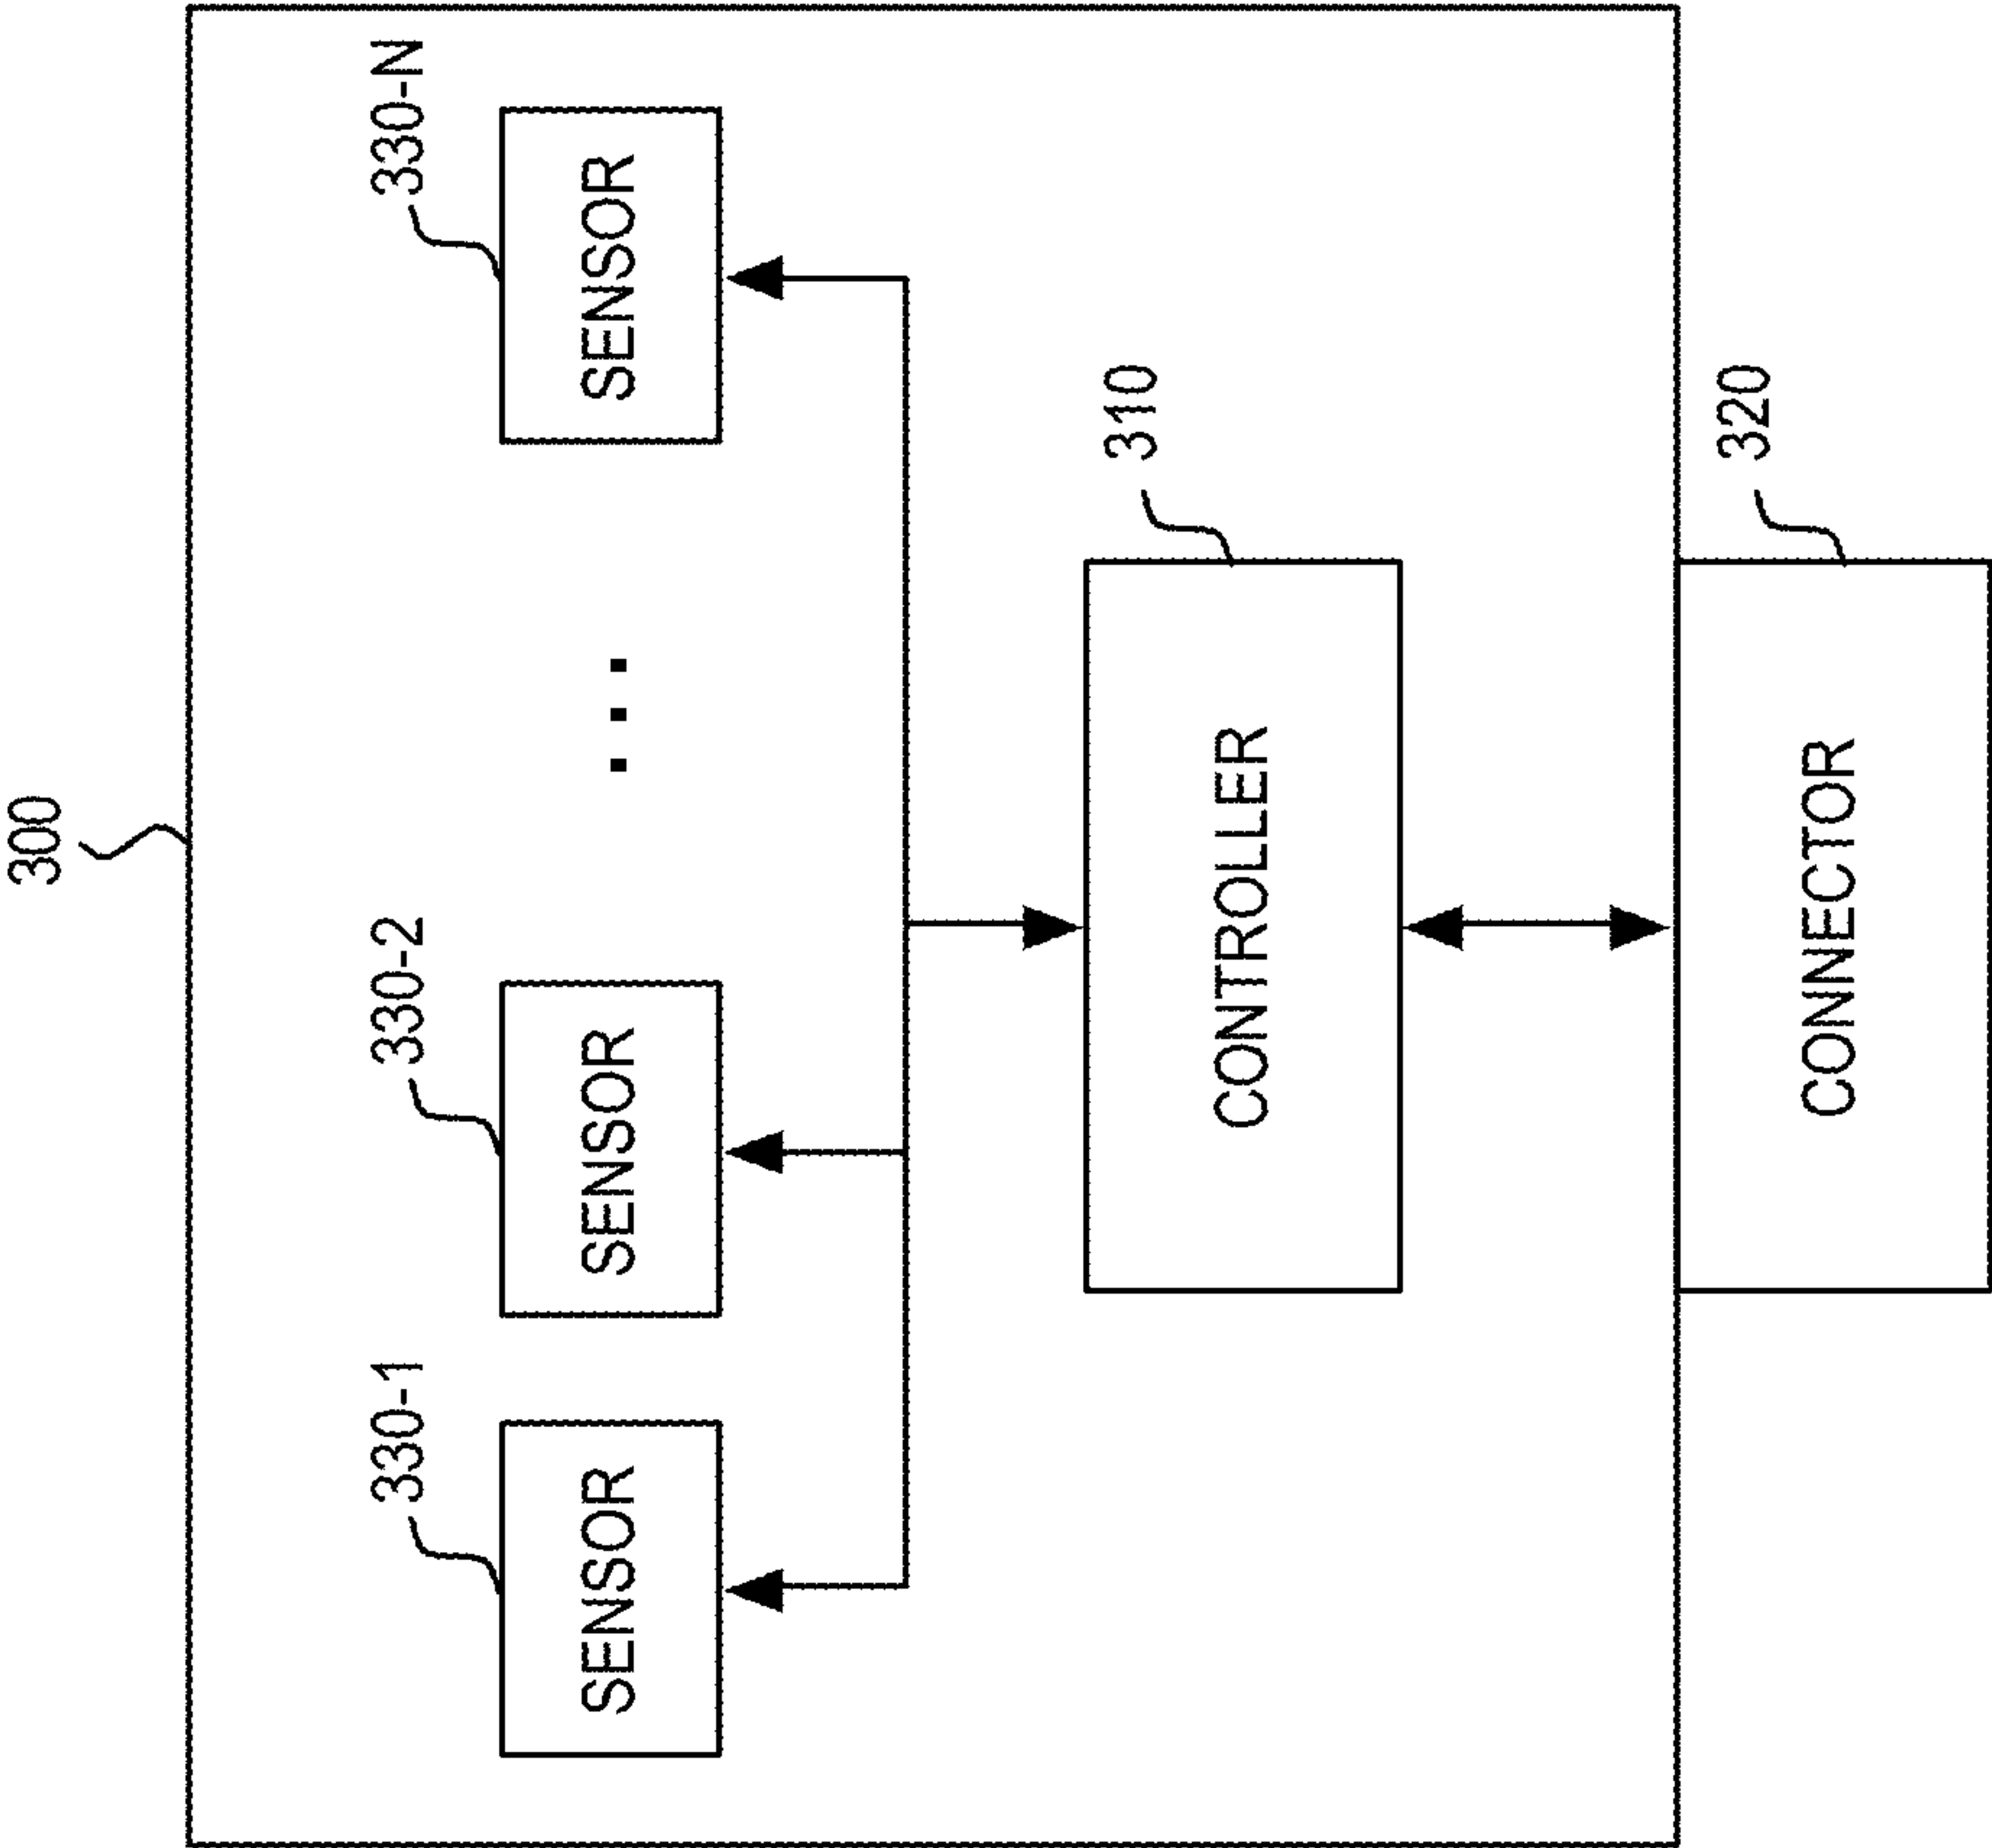 300
330-1
330-2
330-N
SENSOR
SENSOR
SENSOR
310
CONTROLLER
320
CONNECTOR